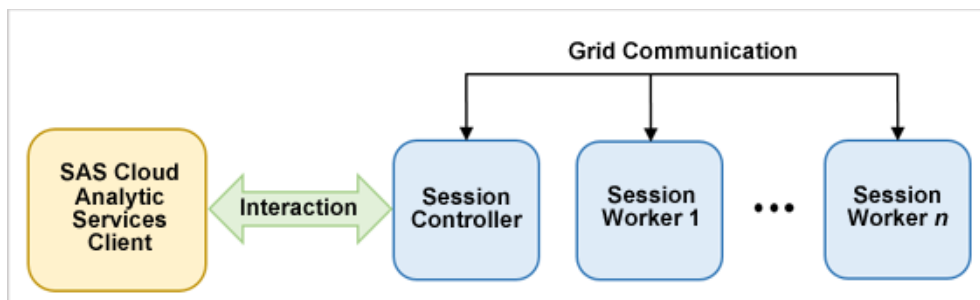 Grid Communication
SAS Cloud
Analytic
Services
Client
Interaction
Session
Controller
Session
Worker 1
•••
Session
Worker n